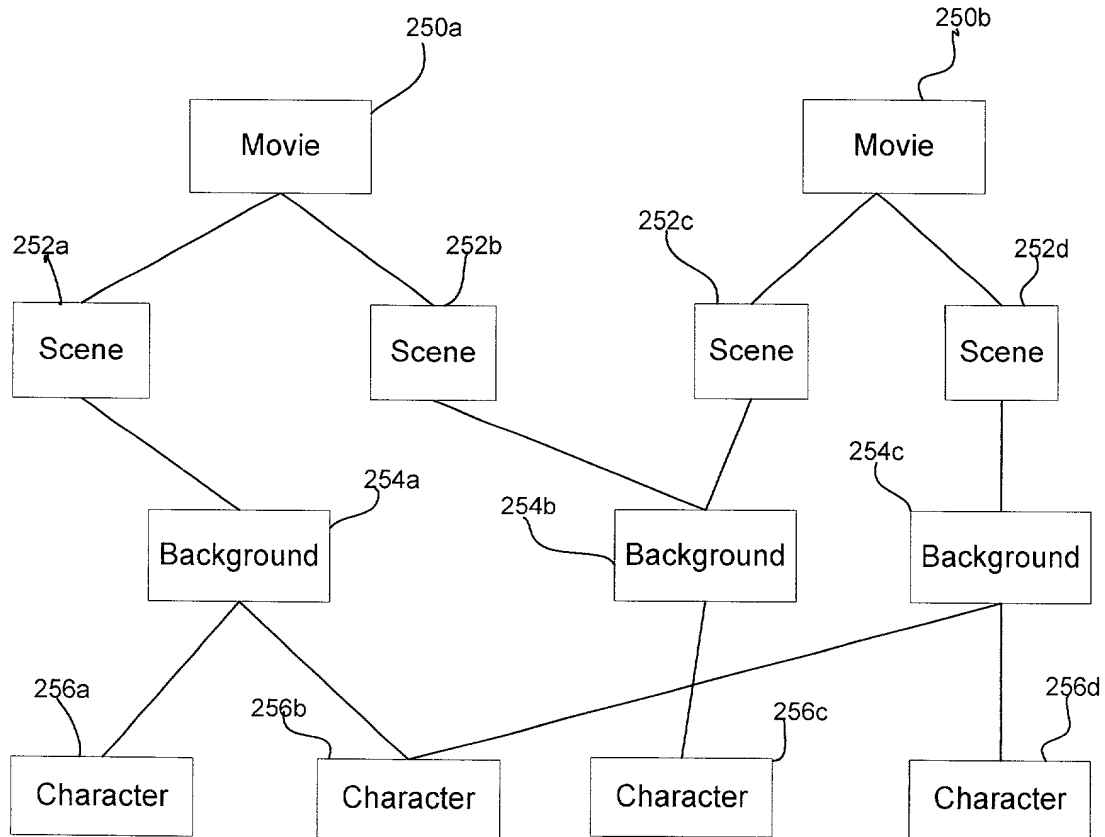 250a
250b
Movie
Movie
252a
252b
252c
252d
Scene
Scene
Scene
Scene
254a
254b
254c
Background
Background
Background
256a
256b
256c
256d
Character
Character
Character
Character